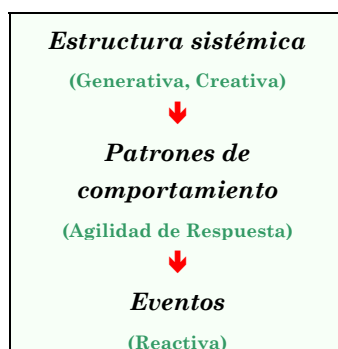 Estructura sistémica
(Generativa, Creativa)
Patrones de
comportamiento
(Agilidad de Respuesta)
Eventos
(Reactiva)